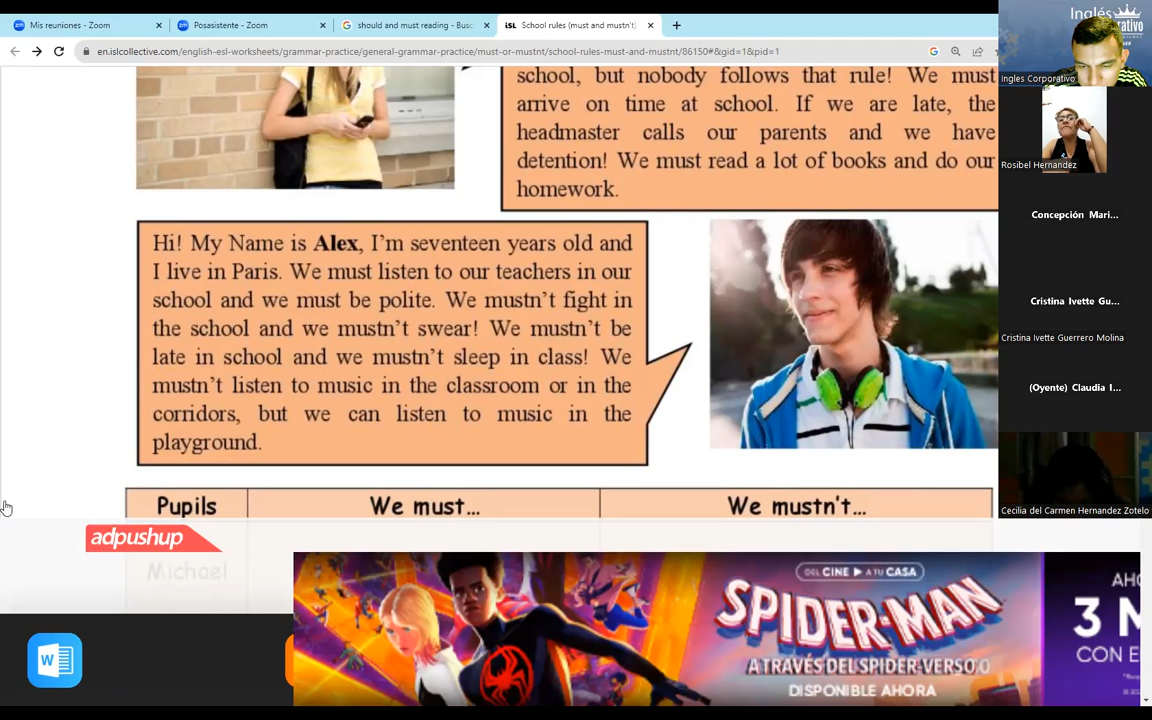 Mis reuniones - Zoom
Posasistente - Zoom
should and must reading - Busc
iSL School rules (must and mustn't)
en.islcollective.com/english-esl-worksheets/grammar-practice/general-grammar-practice/must-or-mustnt/school-rules-must-and-mustnt/86150#&gid=1&pid=1
school, but nobody follows that rule! We must
arrive on time at school. If we are late, the
headmaster calls our parents and we have
detention! We must read a lot of books and do our
homework.
Hi! My Name is Alex, I'm seventeen years old and
I live in Paris. We must listen to our teachers in our
school and we must be polite. We mustn't fight in
the school and we mustn't swear! We mustn't be
late in school and we mustn't sleep in class! We
mustn't listen to music in the classroom or in the
corridors, but we can listen to music in the
playground.
Pupils We must... We mustn't...
Michael
adpushup
W
DEL CINE A TU CASA
SPIDER-MAN
A TRAVÉS DEL SPIDER-VERSO
DISPONIBLE AHORA
3 M
CON E
Inglés
Ingles Corporativo
Rosibel Hernandez
Concepción Mari...
Cristina Ivette Gu...
Cristina Ivette Guerrero Molina
(Oyente) Claudia I...
Cecilia del Carmen Hernandez Zotelo